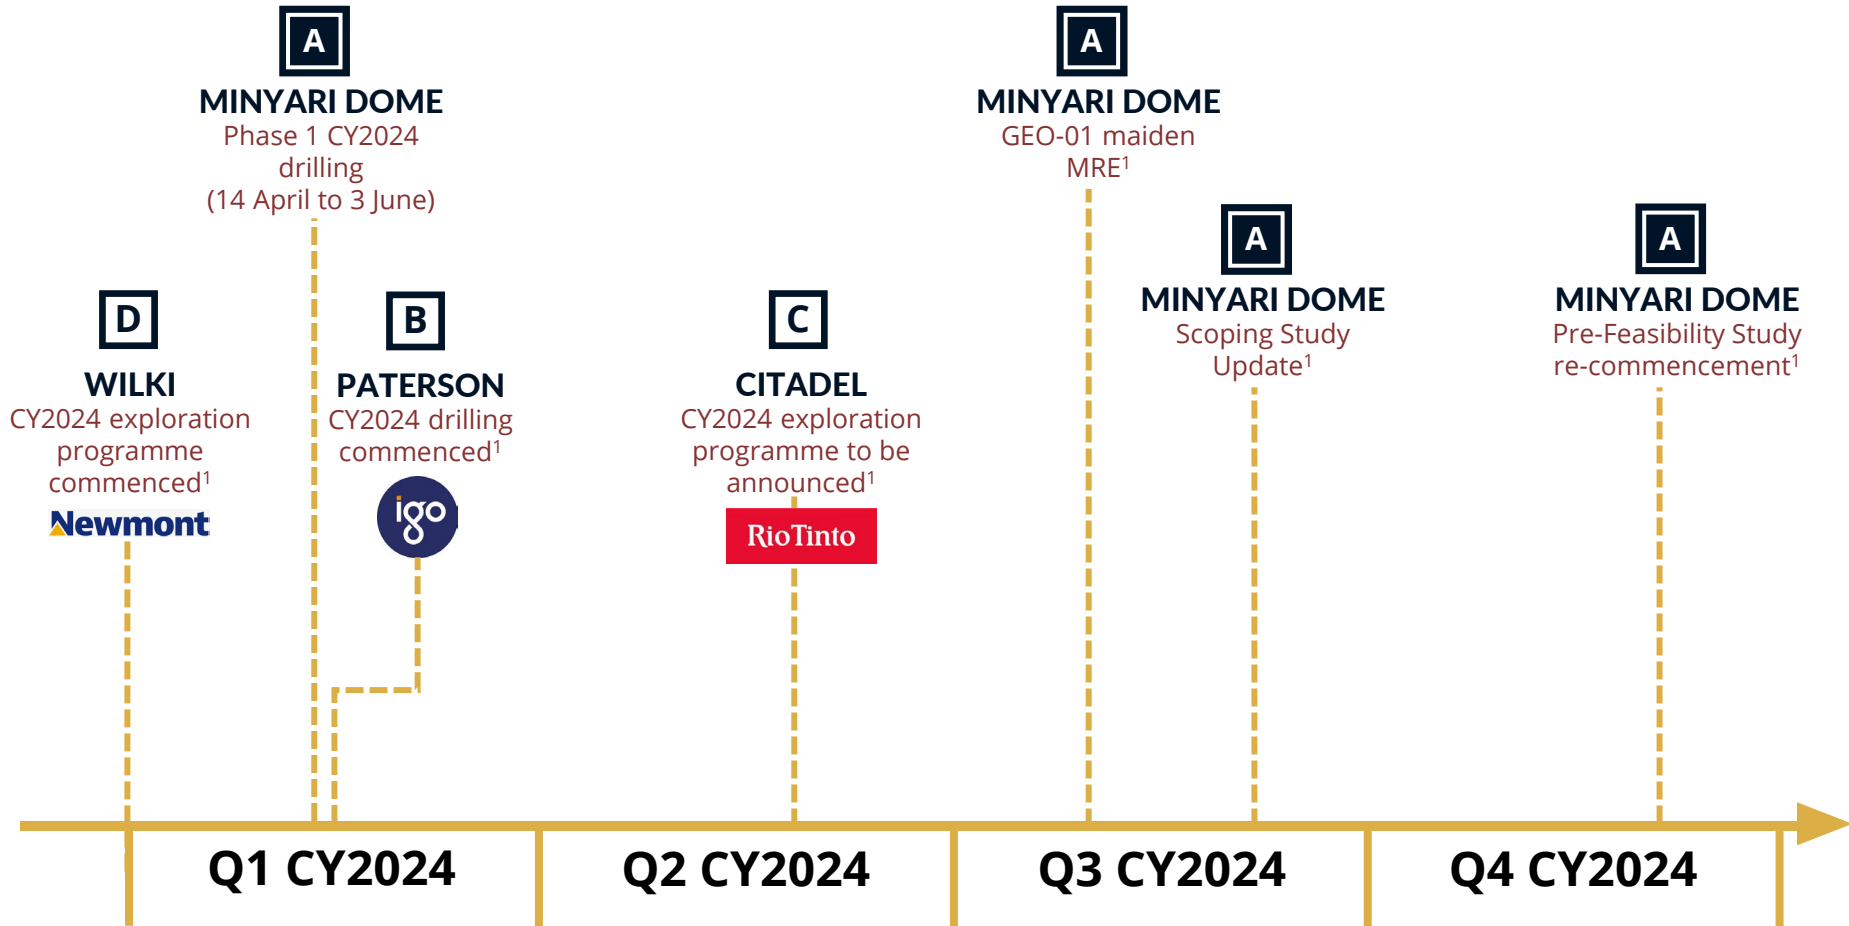 A
MINYARI DOME
Phase 1 CY2024
drilling
(14 April to 3 June)
A
MINYARI DOME
GEO-01 maiden
MRE¹
A
MINYARI DOME
Scoping Study
Update¹
A
MINYARI DOME
Pre-Feasibility Study
re-commencement¹
D
WILKI
CY2024 exploration
programme
commenced¹
Newmont
B
PATERSON
CY2024 drilling
commenced¹
igo
C
CITADEL
CY2024 exploration
programme to be
announced¹
RioTinto
Q1 CY2024
Q2 CY2024
Q3 CY2024
Q4 CY2024